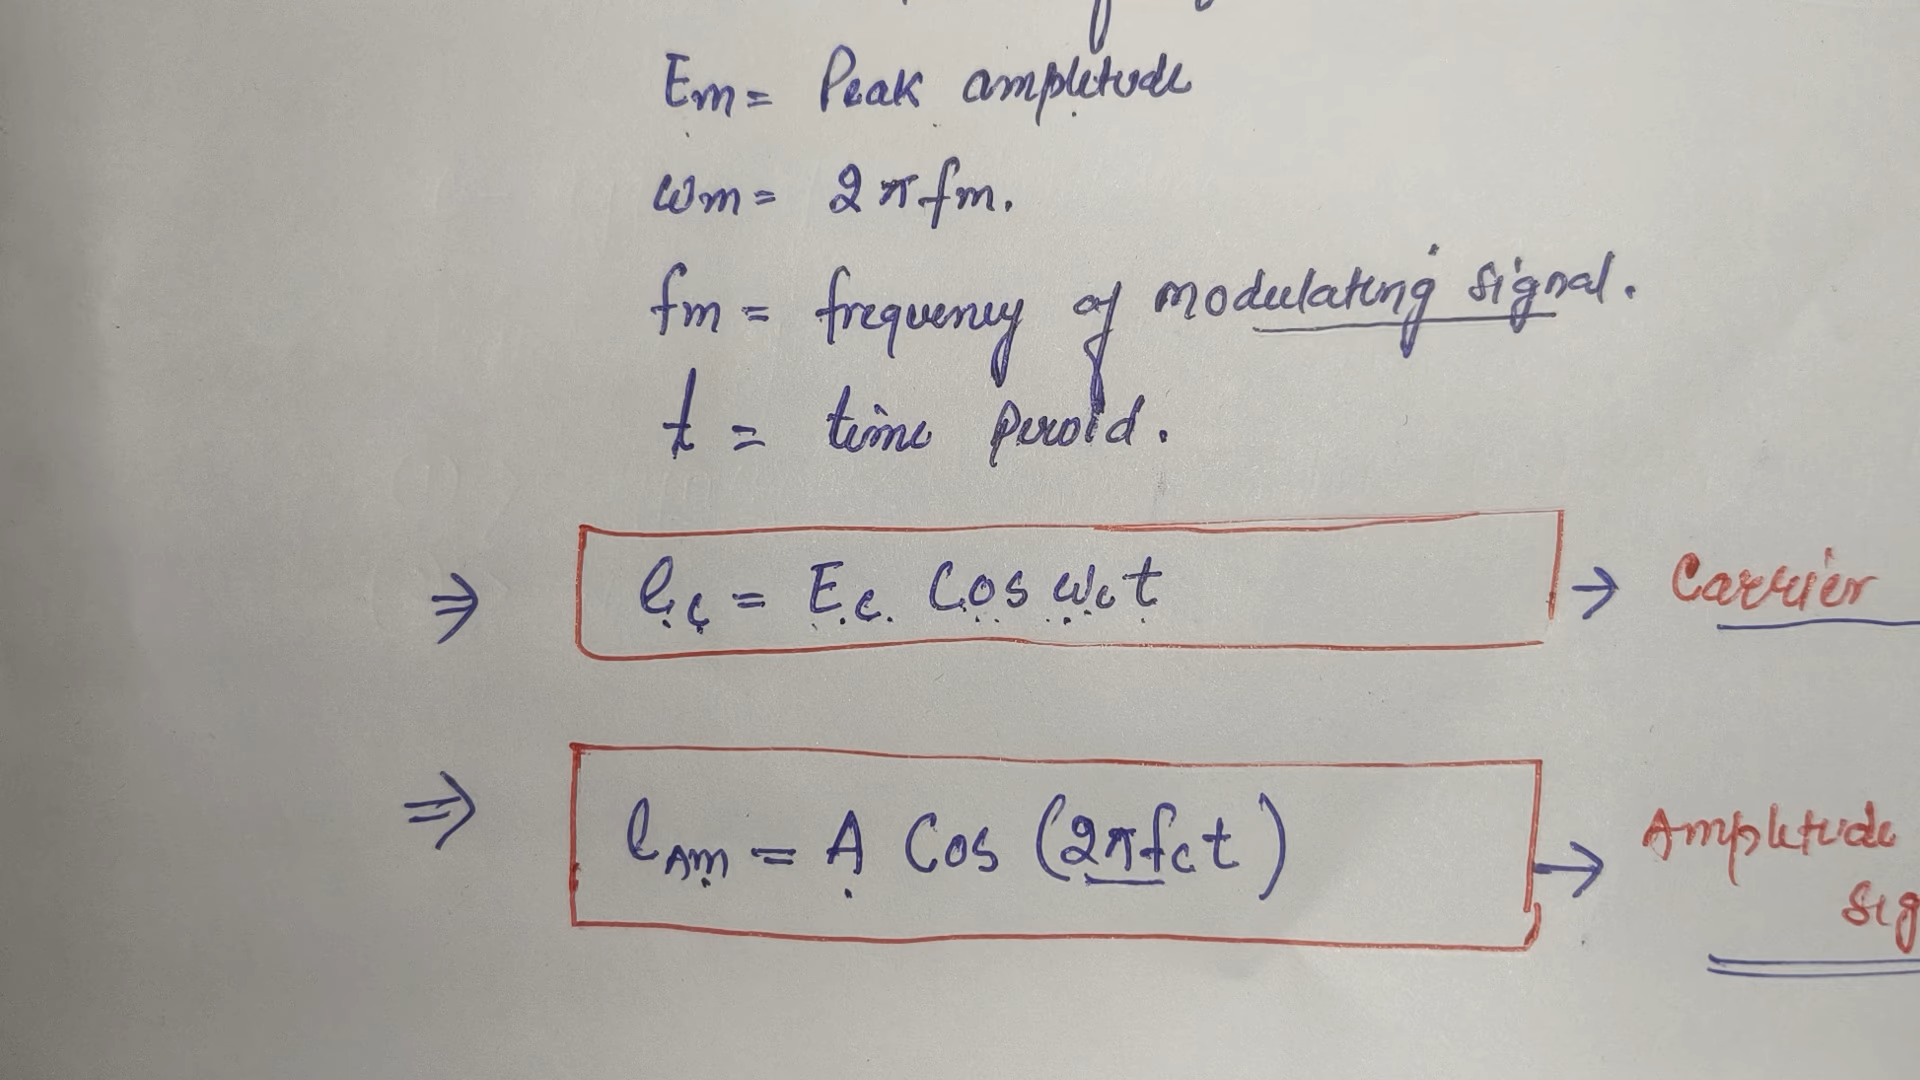 Em = Peak amplitude
ωm = 2πfm.
fm = frequency of modulating signal.
t = time peroid.
⇒ ec = Ec. Cos ωct → Carrier
⇒ eAm = A Cos (2πfct) → Amplitude